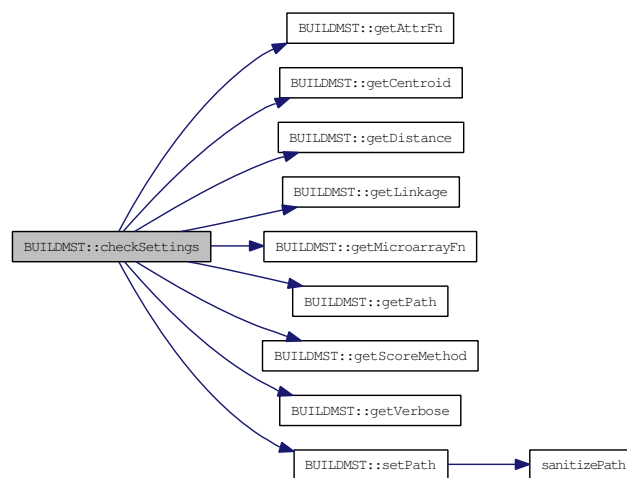 BUILDMST::getAttrFn
BUILDMST::getCentroid
BUILDMST::getDistance
BUILDMST::getLinkage
BUILDMST::checkSettings
BUILDMST::getMicroarrayFn
BUILDMST::getPath
BUILDMST::getScoreMethod
BUILDMST::getVerbose
BUILDMST::setPath
sanitizePath